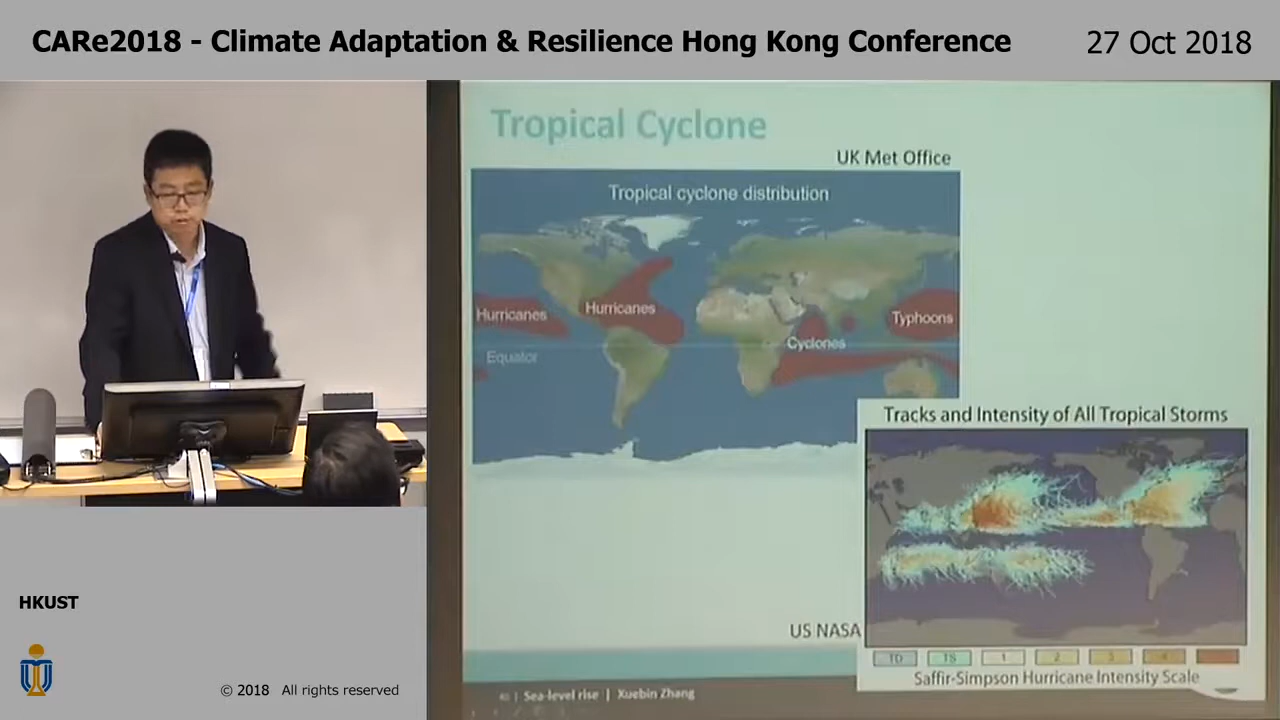 CARe2018 - Climate Adaptation & Resilience Hong Kong Conference
27 Oct 2018
Tropical Cyclone
UK Met Office
Tropical cyclone distribution
Hurricanes
Hurricanes
Typhoons
Cyclones
Equator
Tracks and Intensity of All Tropical Storms
US NASA
TD TS 1 2 3 4
Saffir-Simpson Hurricane Intensity Scale
Sea-level rise | Xuebin Zhang
HKUST
© 2018 All rights reserved